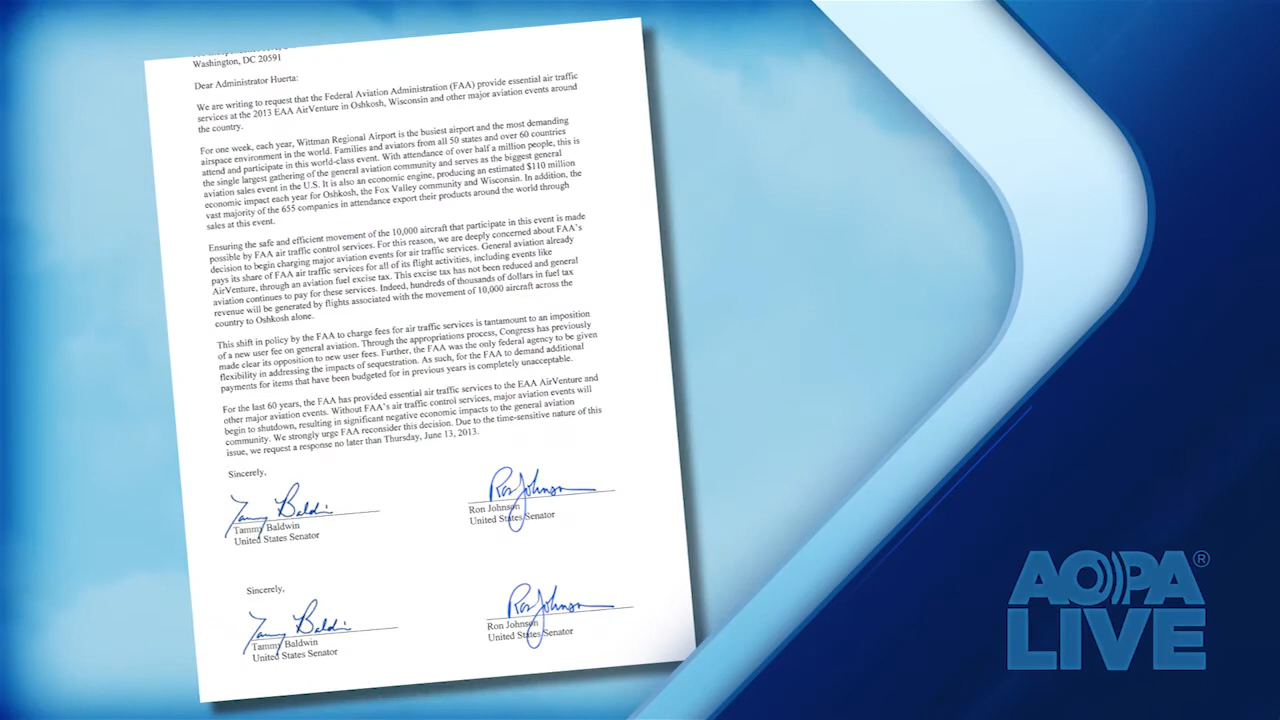 Washington, DC 20591
Dear Administrator Huerta:
We are writing to request that the Federal Aviation Administration (FAA) provide essential air traffic
services at the 2013 EAA AirVenture in Oshkosh, Wisconsin and other major aviation events around
the country.
For one week, each year, Wittman Regional Airport is the busiest airport and the most demanding
airspace environment in the world. Families and aviators from all 50 states and over 60 countries
attend and participate in this world-class event. With attendance of over half a million people, this is
the single largest gathering of the general aviation community and serves as the biggest general
aviation sales event in the U.S. It is also an economic engine, producing an estimated $110 million
economic impact each year for Oshkosh, the Fox Valley community and Wisconsin. In addition, the
vast majority of the 655 companies in attendance export their products around the world through
sales at this event.
Ensuring the safe and efficient movement of the 10,000 aircraft that participate in this event is made
possible by FAA air traffic control services. For this reason, we are deeply concerned about FAA's
decision to begin charging major aviation events for air traffic services. General aviation already
pays its share of FAA air traffic services for all of its flight activities, including events like
AirVenture, through an aviation fuel excise tax. This excise tax has not been reduced and general
aviation continues to pay for these services. Indeed, hundreds of thousands of dollars in fuel tax
revenue will be generated by flights associated with the movement of 10,000 aircraft across the
country to Oshkosh alone.
This shift in policy by the FAA to charge fees for air traffic services is tantamount to an imposition
of a new user fee on general aviation. Through the appropriations process, Congress has previously
made clear its opposition to new user fees. Further, the FAA was the only federal agency to be given
flexibility in addressing the impacts of sequestration. As such, for the FAA to demand additional
payments for items that have been budgeted for in previous years is completely unacceptable.
For the last 60 years, the FAA has provided essential air traffic services to the EAA AirVenture and
other major aviation events. Without FAA's air traffic control services, major aviation events will
begin to shutdown, resulting in significant negative economic impacts to the general aviation
community. We strongly urge FAA reconsider this decision. Due to the time-sensitive nature of this
issue, we request a response no later than Thursday, June 13, 2013.
Sincerely,
Tammy Baldwin
Ron Johnson
Tammy Baldwin
United States Senator
Ron Johnson
United States Senator
Sincerely,
Tammy Baldwin
Ron Johnson
Tammy Baldwin
United States Senator
Ron Johnson
United States Senator
AOPA®
LIVE